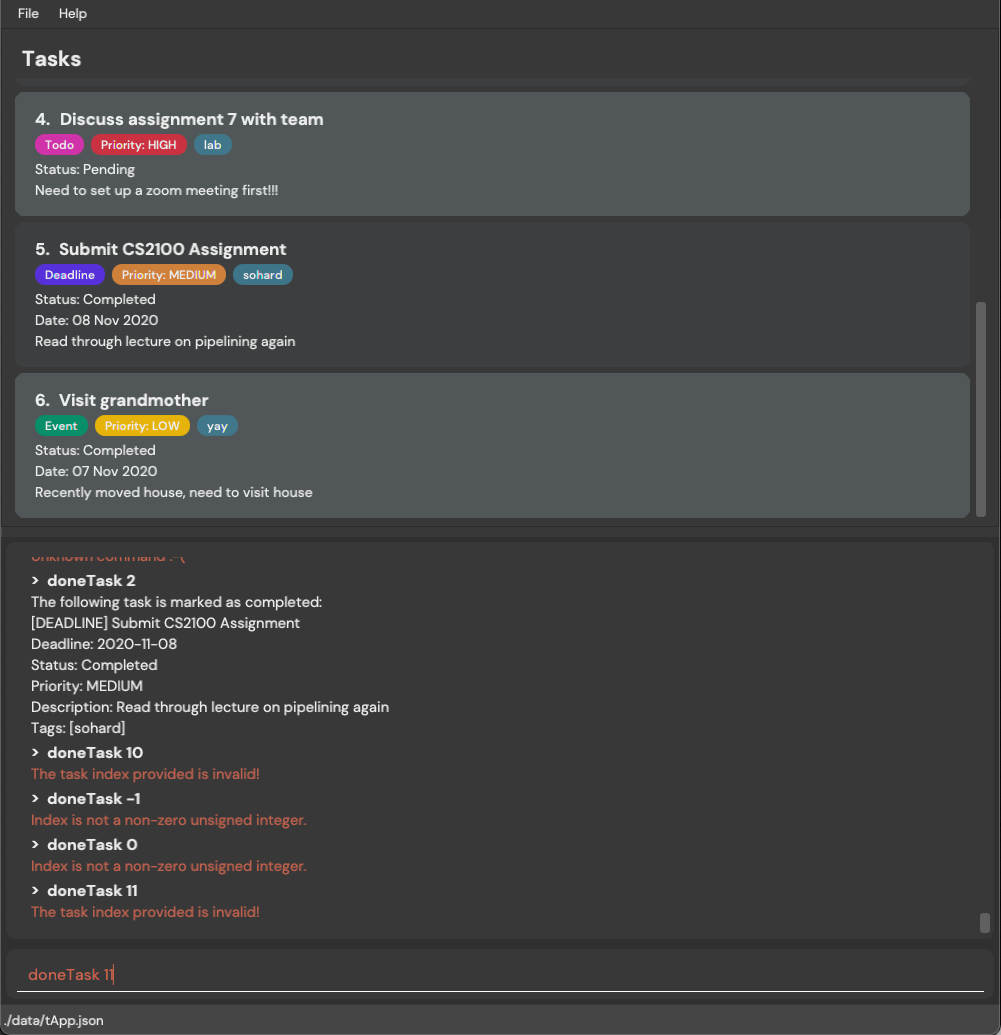 File Help
Tasks
4. Discuss assignment 7 with team
Todo Priority: HIGH lab
Status: Pending
Need to set up a zoom meeting first!!!
5. Submit CS2100 Assignment
Deadline Priority: MEDIUM sohard
Status: Completed
Date: 08 Nov 2020
Read through lecture on pipelining again
6. Visit grandmother
Event Priority: LOW yay
Status: Completed
Date: 07 Nov 2020
Recently moved house, need to visit house
Unknown command :-(
> doneTask 2
The following task is marked as completed:
[DEADLINE] Submit CS2100 Assignment
Deadline: 2020-11-08
Status: Completed
Priority: MEDIUM
Description: Read through lecture on pipelining again
Tags: [sohard]
> doneTask 10
The task index provided is invalid!
> doneTask -1
Index is not a non-zero unsigned integer.
> doneTask 0
Index is not a non-zero unsigned integer.
> doneTask 11
The task index provided is invalid!
doneTask 11
./data/tApp.json